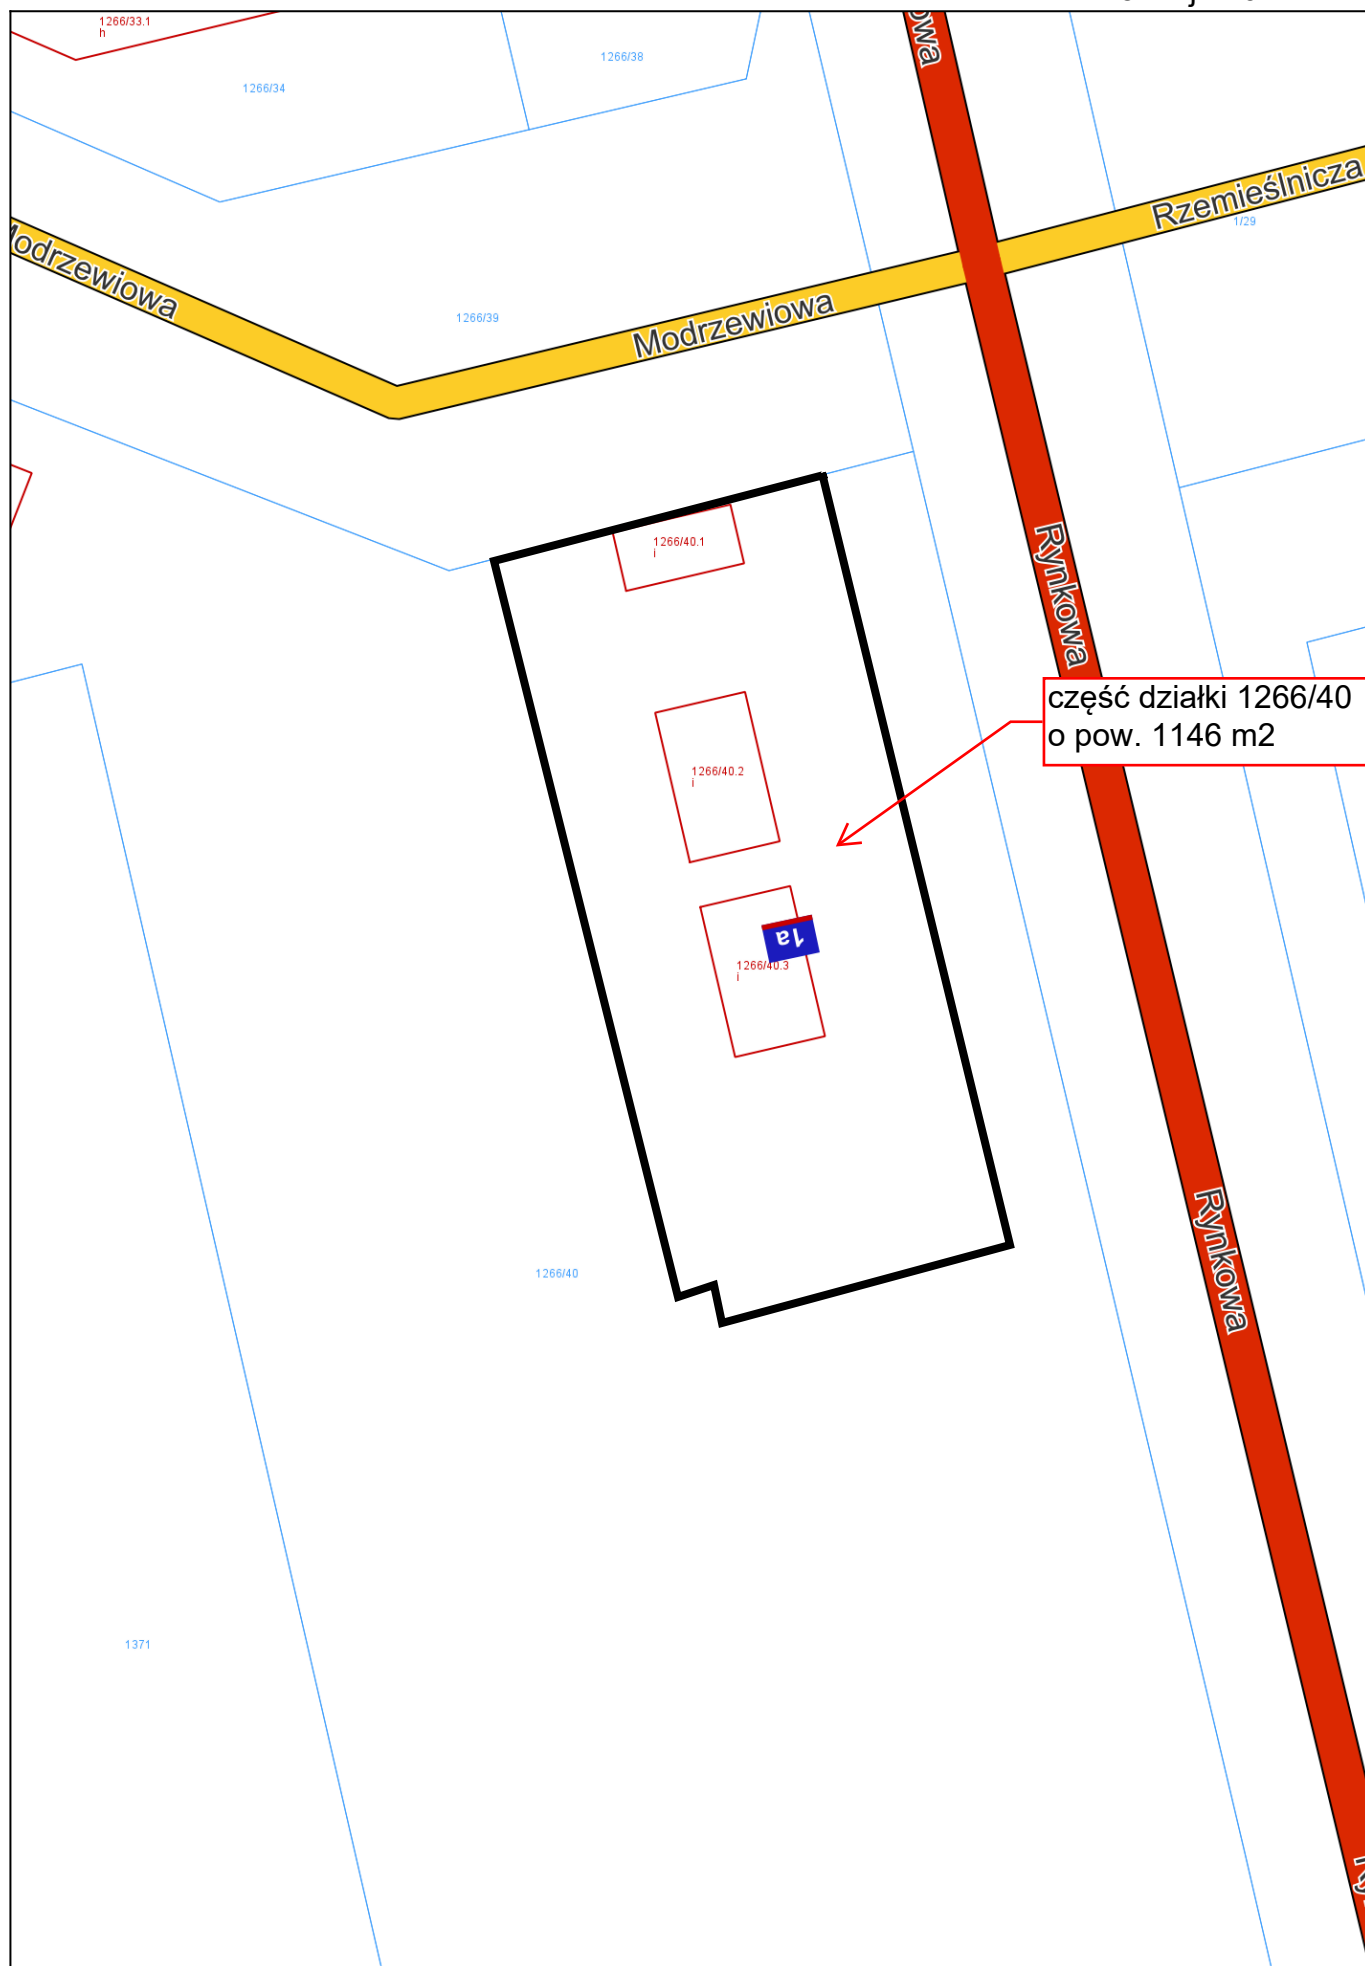 1266/33.1
h
1266/34
1266/38
Rzemieślnicza
1/29
Modrzewiowa
1266/39
Modrzewiowa
1266/40.1
i
Rynkowa
część działki 1266/40
o pow. 1146 m2
1266/40.2
i
1a
1266/40.3
i
Rynkowa
1266/40
1371